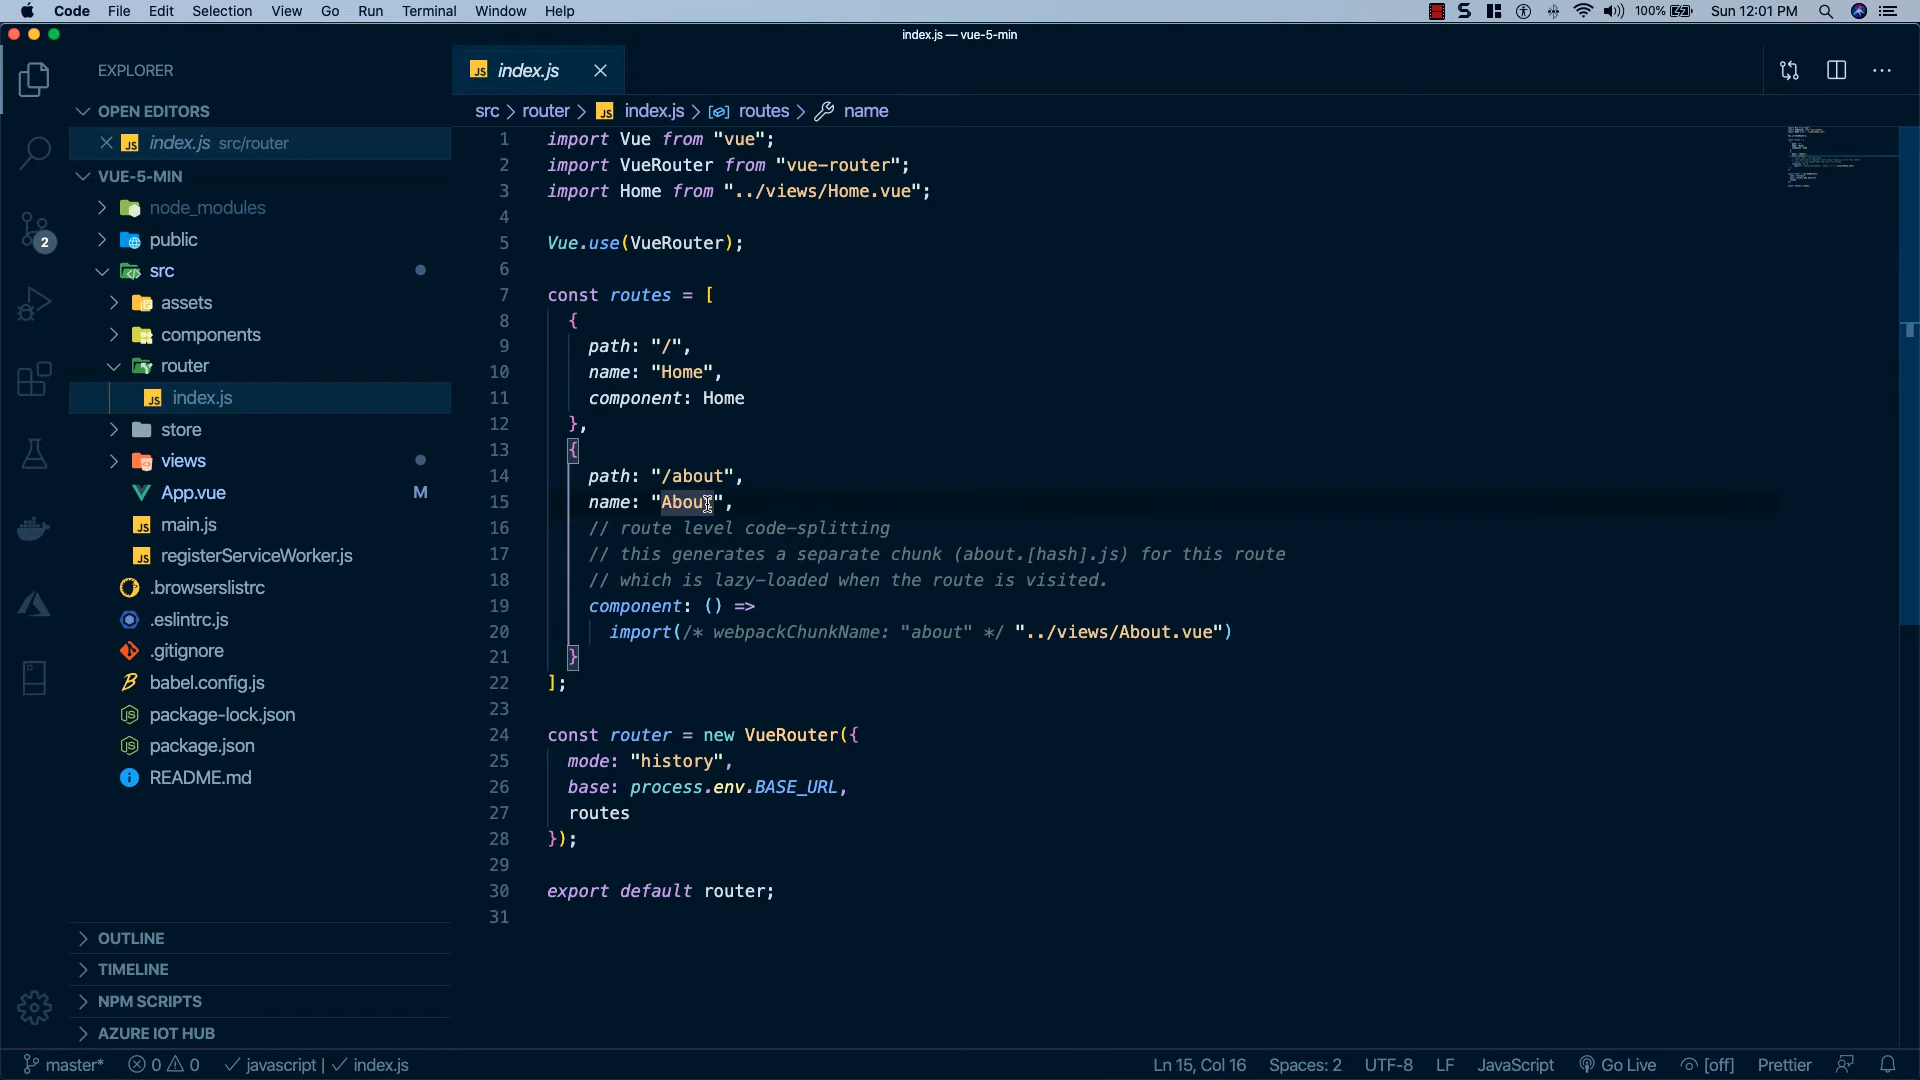 Code File Edit Selection View Go Run Terminal Window Help 100% Sun 12:01 PM
index.js — vue-5-min
EXPLORER
OPEN EDITORS
index.js src/router
VUE-5-MIN
node_modules
public
src
assets
components
router
index.js
store
views
App.vue M
main.js
registerServiceWorker.js
.browserslistrc
.eslintrc.js
.gitignore
babel.config.js
package-lock.json
package.json
README.md
OUTLINE
TIMELINE
NPM SCRIPTS
AZURE IOT HUB
2
JS index.js
src > router > JS index.js > routes > name
1 import Vue from "vue";
2 import VueRouter from "vue-router";
3 import Home from "../views/Home.vue";
4
5 Vue.use(VueRouter);
6
7 const routes = [
8 {
9 path: "/",
10 name: "Home",
11 component: Home
12 },
13 {
14 path: "/about",
15 name: "About",
16 // route level code-splitting
17 // this generates a separate chunk (about.[hash].js) for this route
18 // which is lazy-loaded when the route is visited.
19 component: () =>
20 import(/* webpackChunkName: "about" */ "../views/About.vue")
21 }
22 ];
23
24 const router = new VueRouter({
25 mode: "history",
26 base: process.env.BASE_URL,
27 routes
28 });
29
30 export default router;
31
master* 0 0 javascript | index.js Ln 15, Col 16 Spaces: 2 UTF-8 LF JavaScript Go Live [off] Prettier